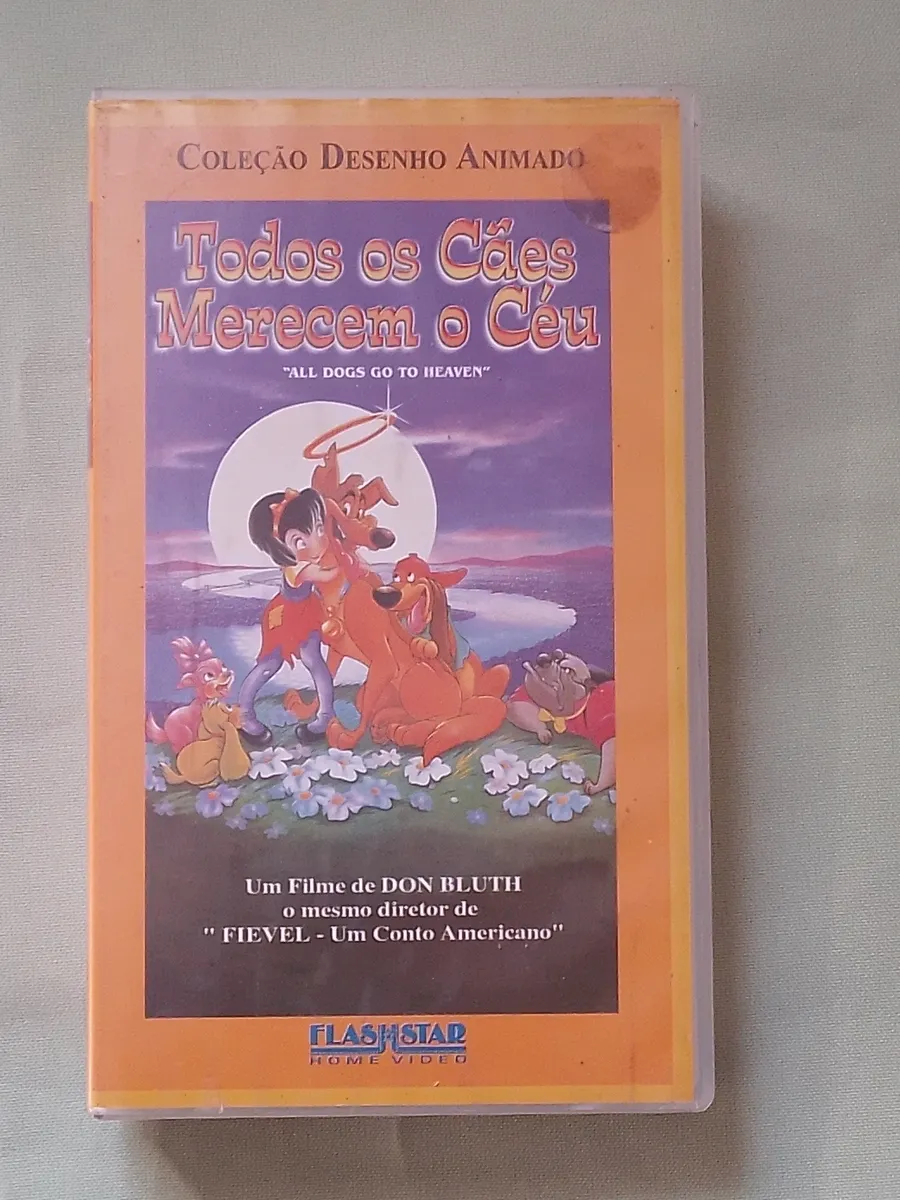 COLEÇÃO DESENHO ANIMADO
Todos os Cães
Merecem o Céu
"ALL DOGS GO TO HEAVEN"
Um Filme de DON BLUTH
o mesmo diretor de
" FIEVEL - Um Conto Americano"
FLASHSTAR
HOME VIDEO